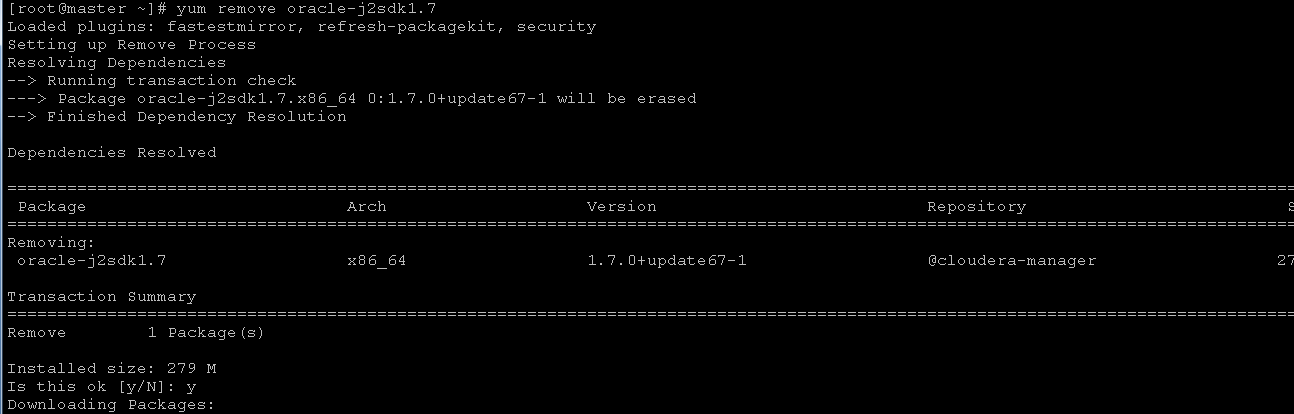 [root@master ~]# yum remove oracle-j2sdk1.7
Loaded plugins: fastestmirror, refresh-packagekit, security
Setting up Remove Process
Resolving Dependencies
--> Running transaction check
---> Package oracle-j2sdk1.7.x86_64 0:1.7.0+update67-1 will be erased
--> Finished Dependency Resolution
Dependencies Resolved
================================================================================
Package Arch Version Repository S
================================================================================
Removing:
oracle-j2sdk1.7 x86_64 1.7.0+update67-1 @cloudera-manager 27
Transaction Summary
================================================================================
Remove 1 Package(s)
Installed size: 279 M
Is this ok [y/N]: y
Downloading Packages: